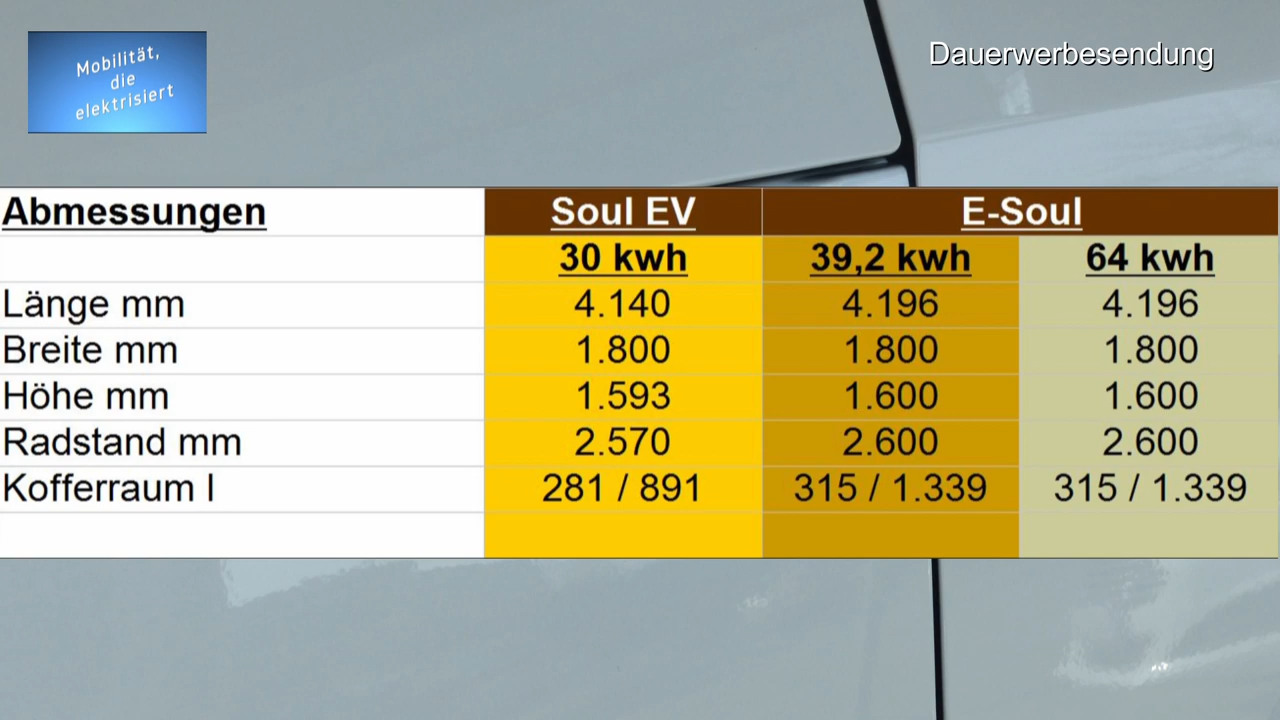 Mobilität,
die
elektrisiert
Dauerwerbesendung
Abmessungen Soul EV E-Soul
30 kwh 39,2 kwh 64 kwh
Länge mm 4.140 4.196 4.196
Breite mm 1.800 1.800 1.800
Höhe mm 1.593 1.600 1.600
Radstand mm 2.570 2.600 2.600
Kofferraum l 281 / 891 315 / 1.339 315 / 1.339